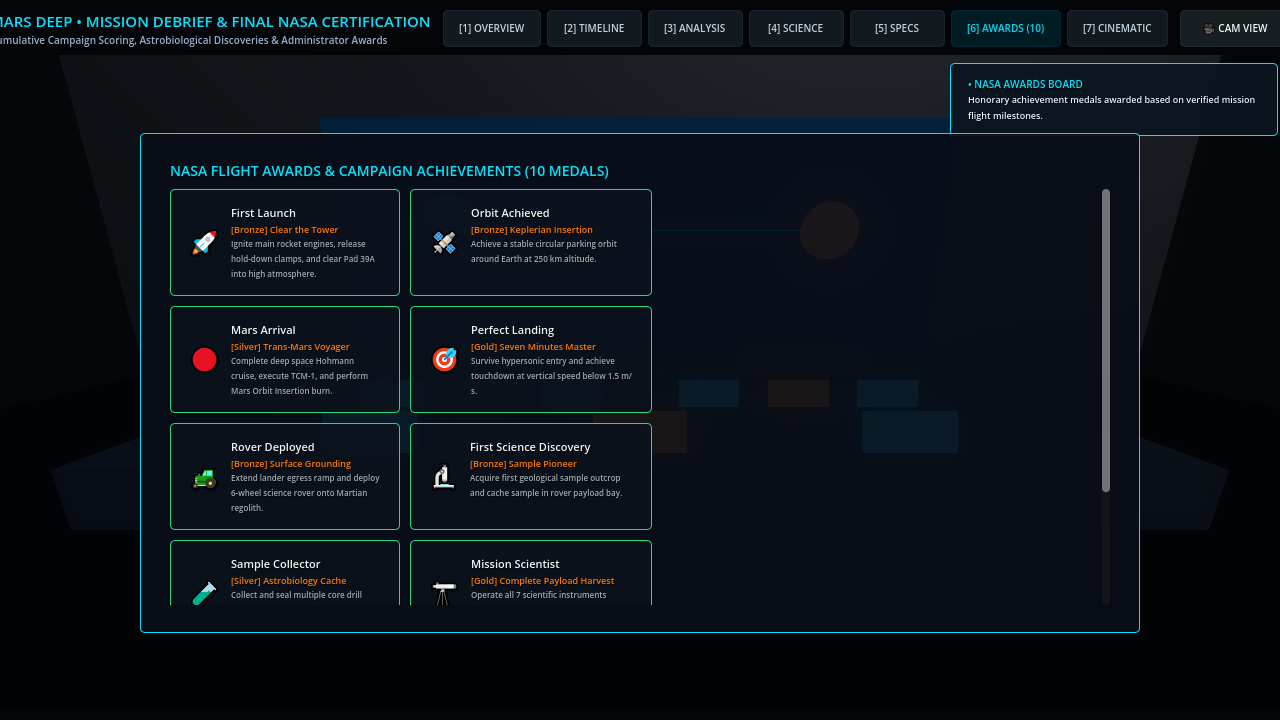 MARS DEEP • MISSION DEBRIEF & FINAL NASA CERTIFICATION
umulative Campaign Scoring, Astrobiological Discoveries & Administrator Awards
[1] OVERVIEW
[2] TIMELINE
[3] ANALYSIS
[4] SCIENCE
[5] SPECS
[6] AWARDS (10)
[7] CINEMATIC
CAM VIEW
• NASA AWARDS BOARD
Honorary achievement medals awarded based on verified mission
flight milestones.
NASA FLIGHT AWARDS & CAMPAIGN ACHIEVEMENTS (10 MEDALS)
First Launch
[Bronze] Clear the Tower
Ignite main rocket engines, release
hold-down clamps, and clear Pad 39A
into high atmosphere.
Orbit Achieved
[Bronze] Keplerian Insertion
Achieve a stable circular parking orbit
around Earth at 250 km altitude.
Mars Arrival
[Silver] Trans-Mars Voyager
Complete deep space Hohmann
cruise, execute TCM-1, and perform
Mars Orbit Insertion burn.
Perfect Landing
[Gold] Seven Minutes Master
Survive hypersonic entry and achieve
touchdown at vertical speed below 1.5 m/
s.
Rover Deployed
[Bronze] Surface Grounding
Extend lander egress ramp and deploy
6-wheel science rover onto Martian
regolith.
First Science Discovery
[Bronze] Sample Pioneer
Acquire first geological sample outcrop
and cache sample in rover payload bay.
Sample Collector
[Silver] Astrobiology Cache
Collect and seal multiple core drill
Mission Scientist
[Gold] Complete Payload Harvest
Operate all 7 scientific instruments